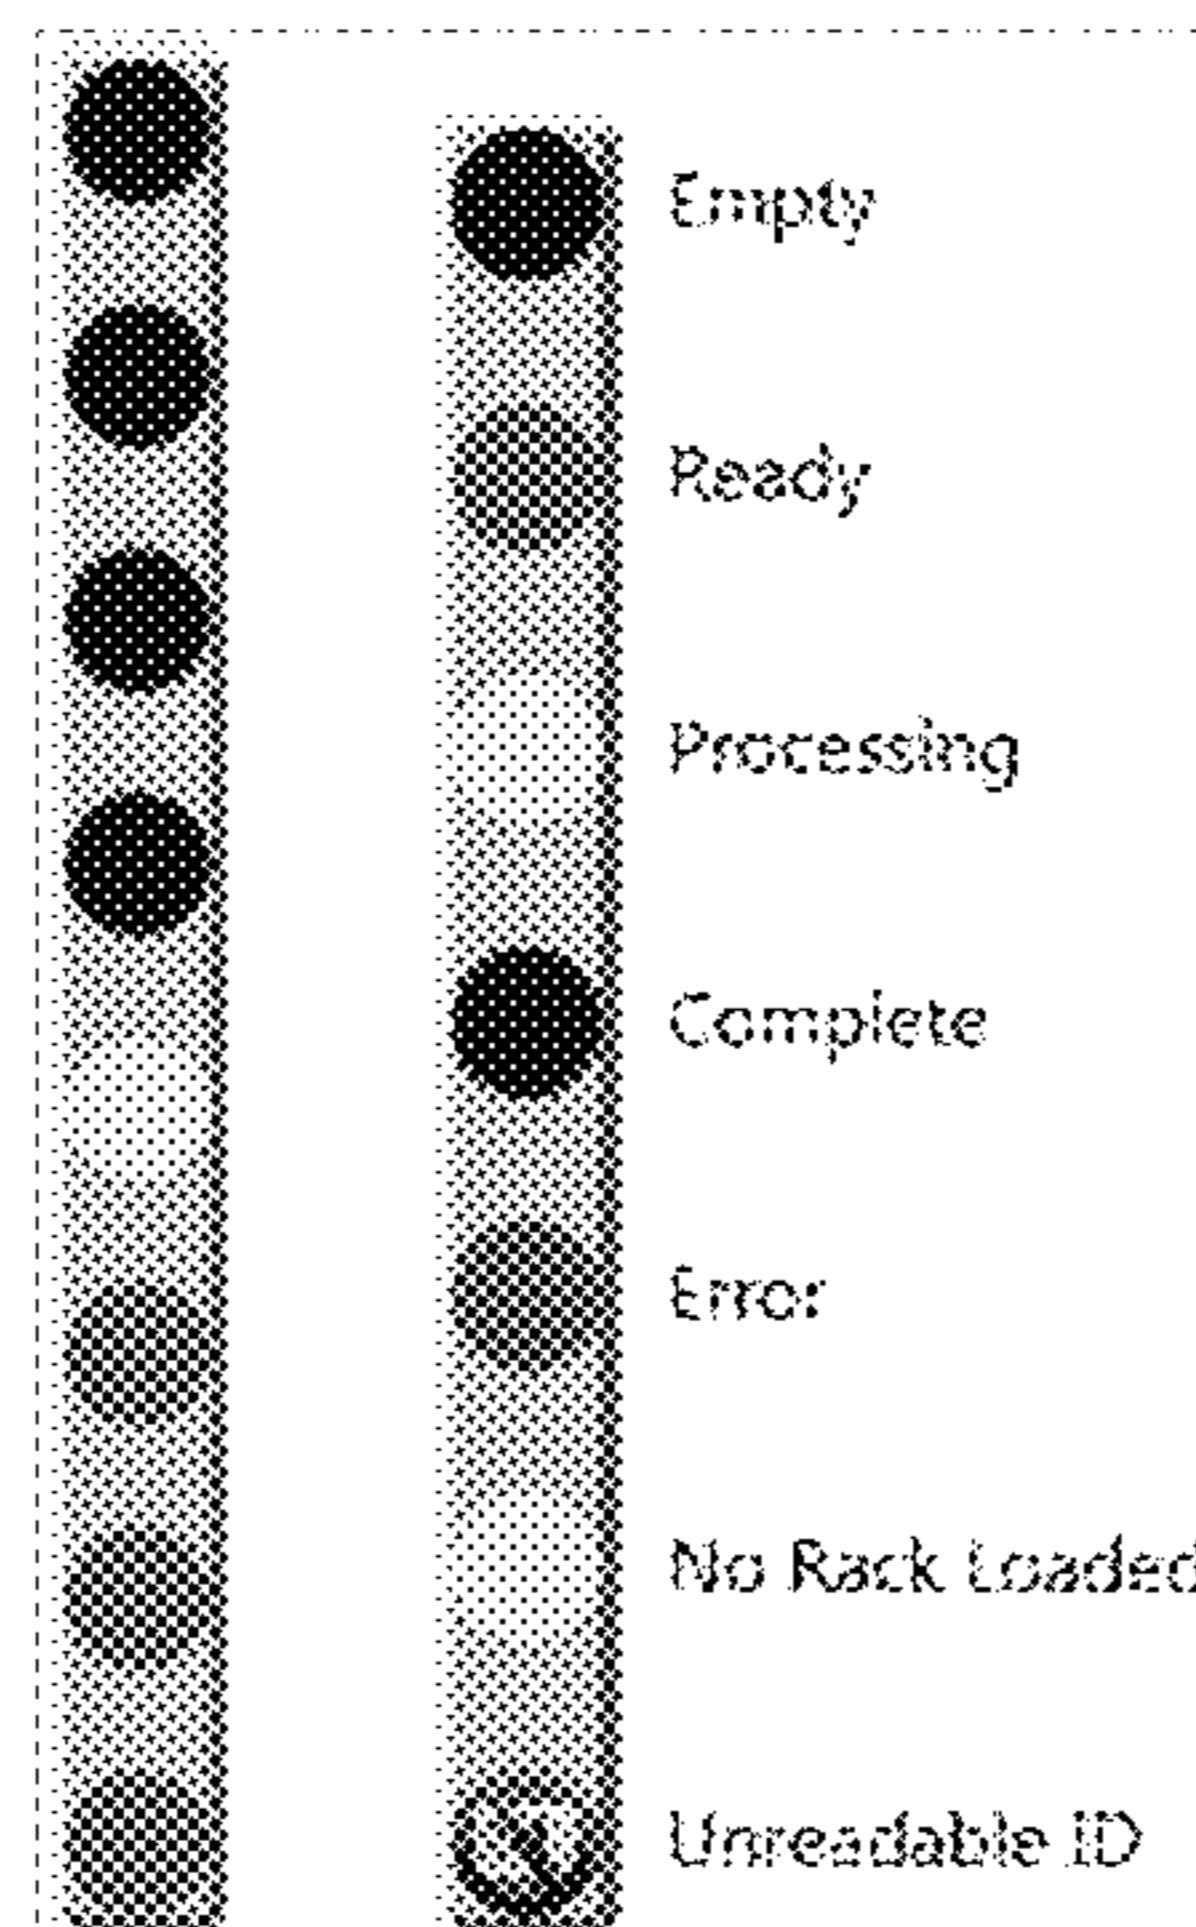 Empty
Ready
Processing
Complete
Error
No Rack Loaded
Unreadable ID